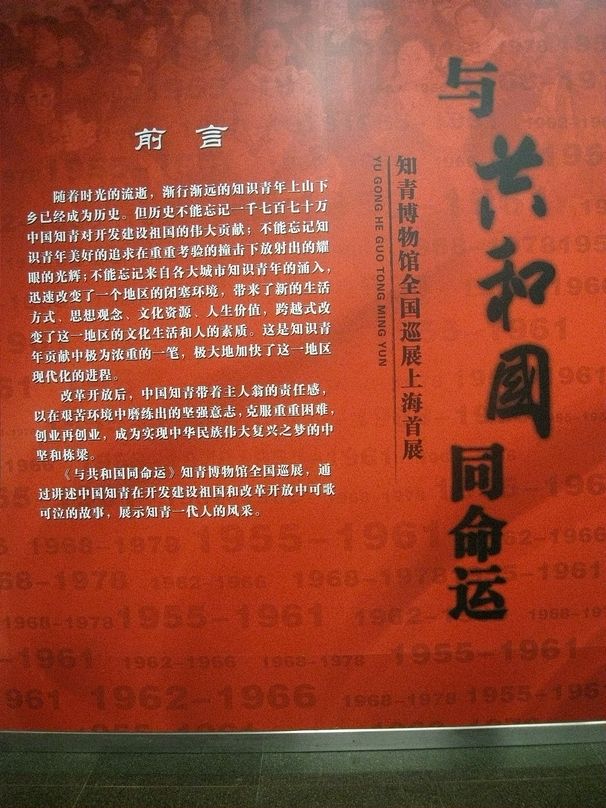 与共和國同命运
知青博物馆全国巡展上海首展
YU GONG HE GUO TONG MING YUN
前 言
随着时光的流逝，渐行渐远的知识青年上山下
乡已经成为历史。但历史不能忘记一千七百七十万
中国知青对开发建设祖国的伟大贡献；不能忘记知
识青年美好的追求在重重考验的撞击下放射出的耀
眼的光辉；不能忘记来自各大城市知识青年的涌入，
迅速改变了一个地区的闭塞环境，带来了新的生活
方式、思想观念、文化资源、人生价值，跨越式改
变了这一地区的文化生活和人的素质。这是知识青
年贡献中极为浓重的一笔，极大地加快了这一地区
现代化的进程。
改革开放后，中国知青带着主人翁的责任感，
以在艰苦环境中磨练出的坚强意志，克服重重困难，
创业再创业，成为实现中华民族伟大复兴之梦的中
坚和栋梁。
《与共和国同命运》知青博物馆全国巡展，通
过讲述中国知青在开发建设祖国和改革开放中可歌
可泣的故事，展示知青一代人的风采。
1968-1978 1955-1961
1962-1966 1968-1978
1968-1978 1955-1961
1962-1966 1968-1978 1955-1961
1962-1966 1968-1978